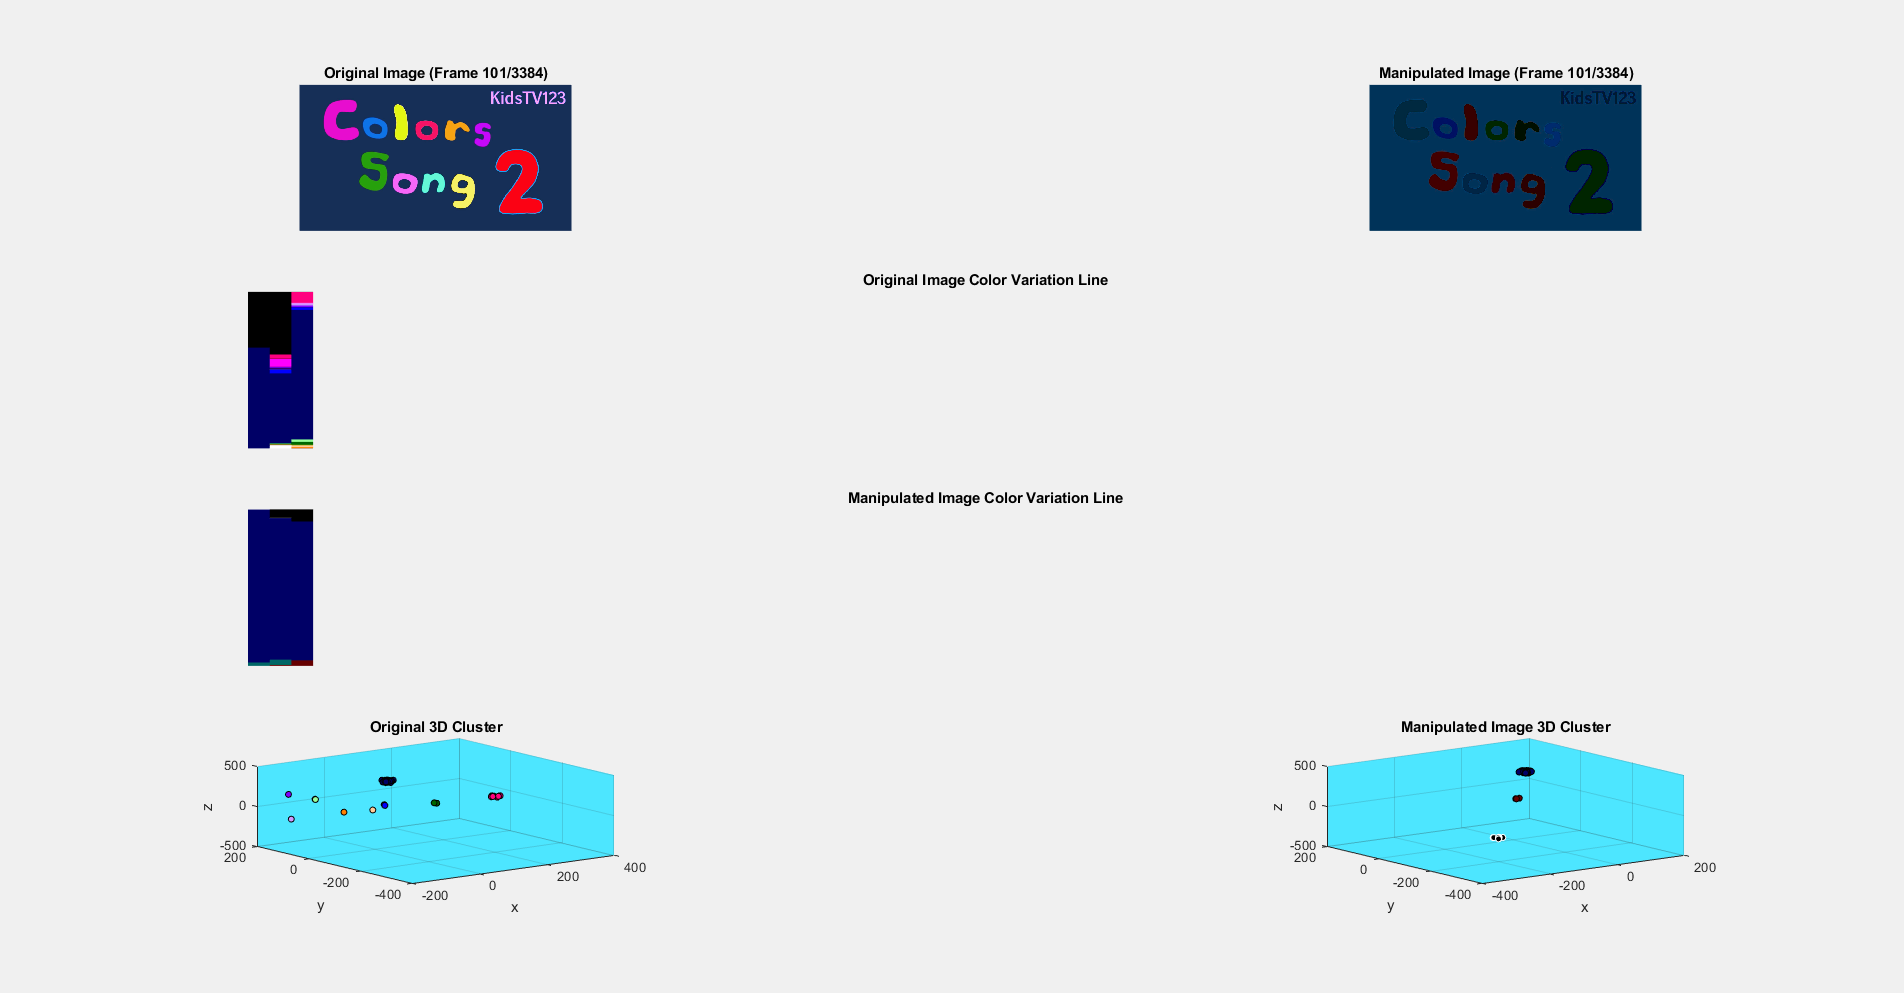 Original Image (Frame 101/3384)
KidsTV123
Colors
Song 2
Manipulated Image (Frame 101/3384)
KidsTV123
Colors
Song 2
Original Image Color Variation Line
Manipulated Image Color Variation Line
Original 3D Cluster
500
0
-500
z
200
0
-200
-400
y
-200
0
200
400
x
Manipulated Image 3D Cluster
500
0
-500
z
200
0
-200
-400
y
-400
-200
0
200
x